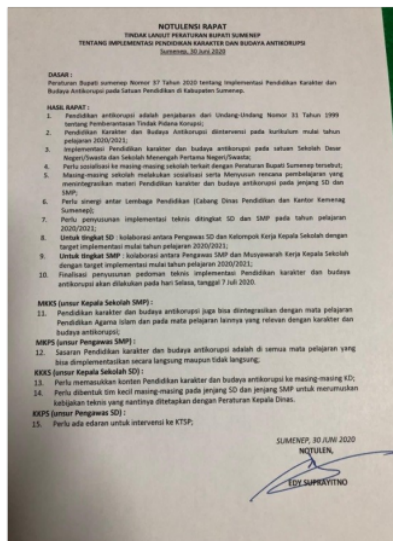 NOTULENSI RAPAT
TINDAK LANJUT PERATURAN BUPATI SUMENEP
TENTANG IMPLEMENTASI PENDIDIKAN KARAKTER DAN BUDAYA ANTIKORUPSI
Sumenep, 30 Juni 2020
DASAR :
Peraturan Bupati sumenep Nomor 37 Tahun 2020 tentang Implementasi Pendidikan Karakter dan
Budaya Antikorupsi pada Satuan Pendidikan di Kabupaten Sumenep.
HASIL RAPAT :
1. Pendidikan antikorupsi adalah penjabaran dari Undang-Undang Nomor 31 Tahun 1999
tentang Pemberantasan Tindak Pidana Korupsi;
2. Pendidikan Karakter dan Budaya Antikorupsi diintervensi pada kurikulum mulai tahun
pelajaran 2020/2021;
3. Implementasi Pendidikan karakter dan budaya antikorupsi pada satuan Sekolah Dasar
Negeri/Swasta dan Sekolah Menengah Pertama Negeri/Swasta;
4. Perlu sosialisasi ke masing-masing sekolah terkait dengan Peraturan Bupati Sumenep tersebut;
5. Masing-masing sekolah melakukan sosialisasi serta Menyusun rencana pembelajaran yang
memintegrasikan materi Pendidikan karakter dan budaya antikorupsi pada jenjang SD dan
SMP;
6. Perlu sinergi antar Lembaga Pendidikan (Cabang Dinas Pendidikan dan Kantor Kemenag
Sumenep);
7. Perlu penyusunan implementasi teknis ditingkat SD dan SMP pada tahun pelajaran
2020/2021;
8. Untuk tingkat SD : kolaborasi antara Pengawas SD dan Kelompok Kerja Kepala Sekolah dengan
target implementasi mulai tahun pelajaran 2020/2021;
9. Untuk tingkat SMP : kolaborasi antara Pengawas SMP dan Musyawarah Kerja Kepala Sekolah
dengan target implementasi mulai tahun pelajaran 2020/2021;
10. Finalisasi penyusunan pedoman teknis implementasi Pendidikan karakter dan budaya
antikorupsi akan dilakukan pada hari Selasa, tanggal 7 Juli 2020.
MKKS (unsur Kepala Sekolah SMP) :
11. Pendidikan karakter dan budaya antikorupsi juga bisa diintegrasikan dengan mata pelajaran
Pendidikan Agama Islam dan pada mata pelajaran lainnya yang relevan dengan karakter dan
budaya antikorupsi;
MKPS (unsur Pengawas SMP) :
12. Sasaran Pendidikan karakter dan budaya antikorupsi adalah di semua mata pelajaran yang
bisa diimplementasikan secara langsung maupun tidak langsung;
KKKS (unsur Kepala Sekolah SD) :
13. Perlu memasukkan korden Pendidikan karakter dan budaya antikorupsi ke masing-masing KD;
14. Perlu dibentuk tim kecil masing-masing pada jenjang SD dan jenjang SMP untuk merumuskan
kebijakan teknis yang nantinya ditetapkan dengan Peraturan Kepala Dinas.
KKPS (unsur Pengawas SD) :
15. Perlu ada edaran untuk intervensi ke KTSP;
SUMENEP, 30 JUNI 2020
NOTULEN,
EDY SUPRAYITNO